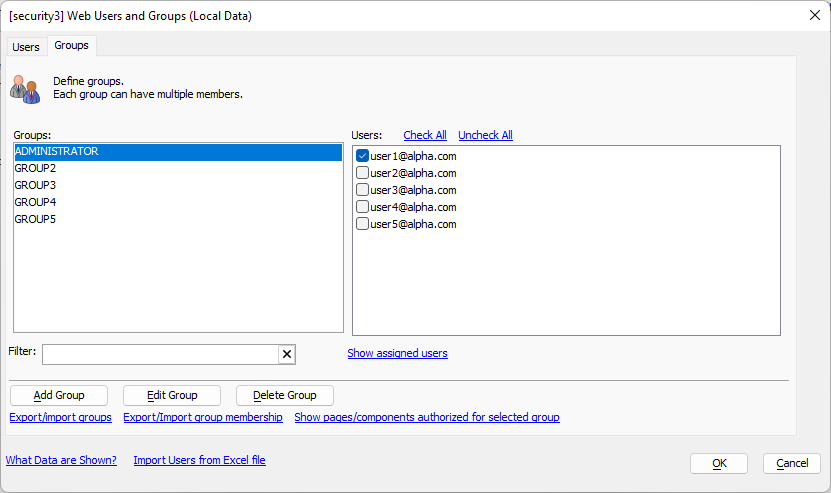 [security3] Web Users and Groups (Local Data)
Users Groups
Define groups.
Each group can have multiple members.
Groups: Users: Check All Uncheck All
ADMINISTRATOR
GROUP2
GROUP3
GROUP4
GROUP5
user1@alpha.com
user2@alpha.com
user3@alpha.com
user4@alpha.com
user5@alpha.com
Filter: Show assigned users
Add Group Edit Group Delete Group
Export/import groups Export/Import group membership Show pages/components authorized for selected group
What Data are Shown? Import Users from Excel file
OK Cancel